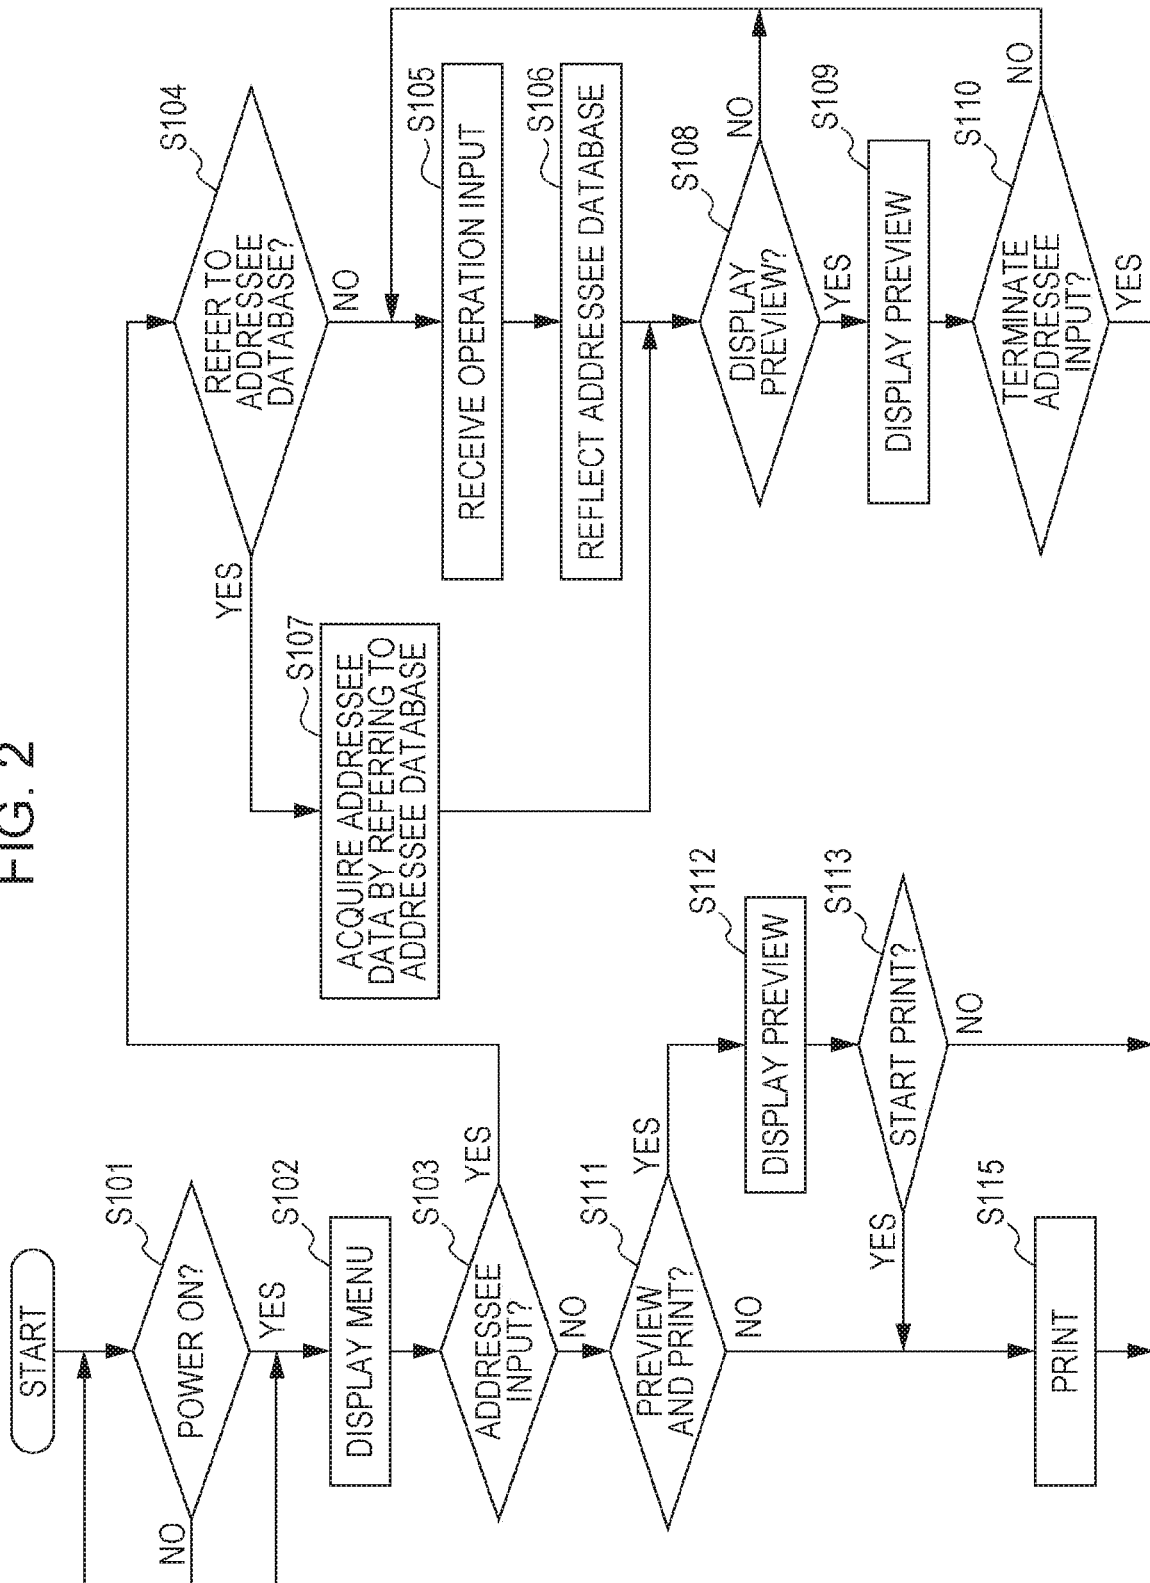 FIG. 2
START
S101
POWER ON?
NO
YES
S102
DISPLAY MENU
S103
ADDRESSEE
INPUT?
YES
NO
S111
PREVIEW
AND PRINT?
YES
NO
S112
DISPLAY PREVIEW
S113
START PRINT?
YES
NO
S115
PRINT
S104
REFER TO
ADDRESSEE
DATABASE?
YES
NO
S107
ACQUIRE ADDRESSEE
DATA BY REFERRING TO
ADDRESSEE DATABASE
S105
RECEIVE OPERATION INPUT
S106
REFLECT ADDRESSEE DATABASE
S108
DISPLAY
PREVIEW?
NO
YES
S109
DISPLAY PREVIEW
S110
TERMINATE
ADDRESSEE
INPUT?
NO
YES